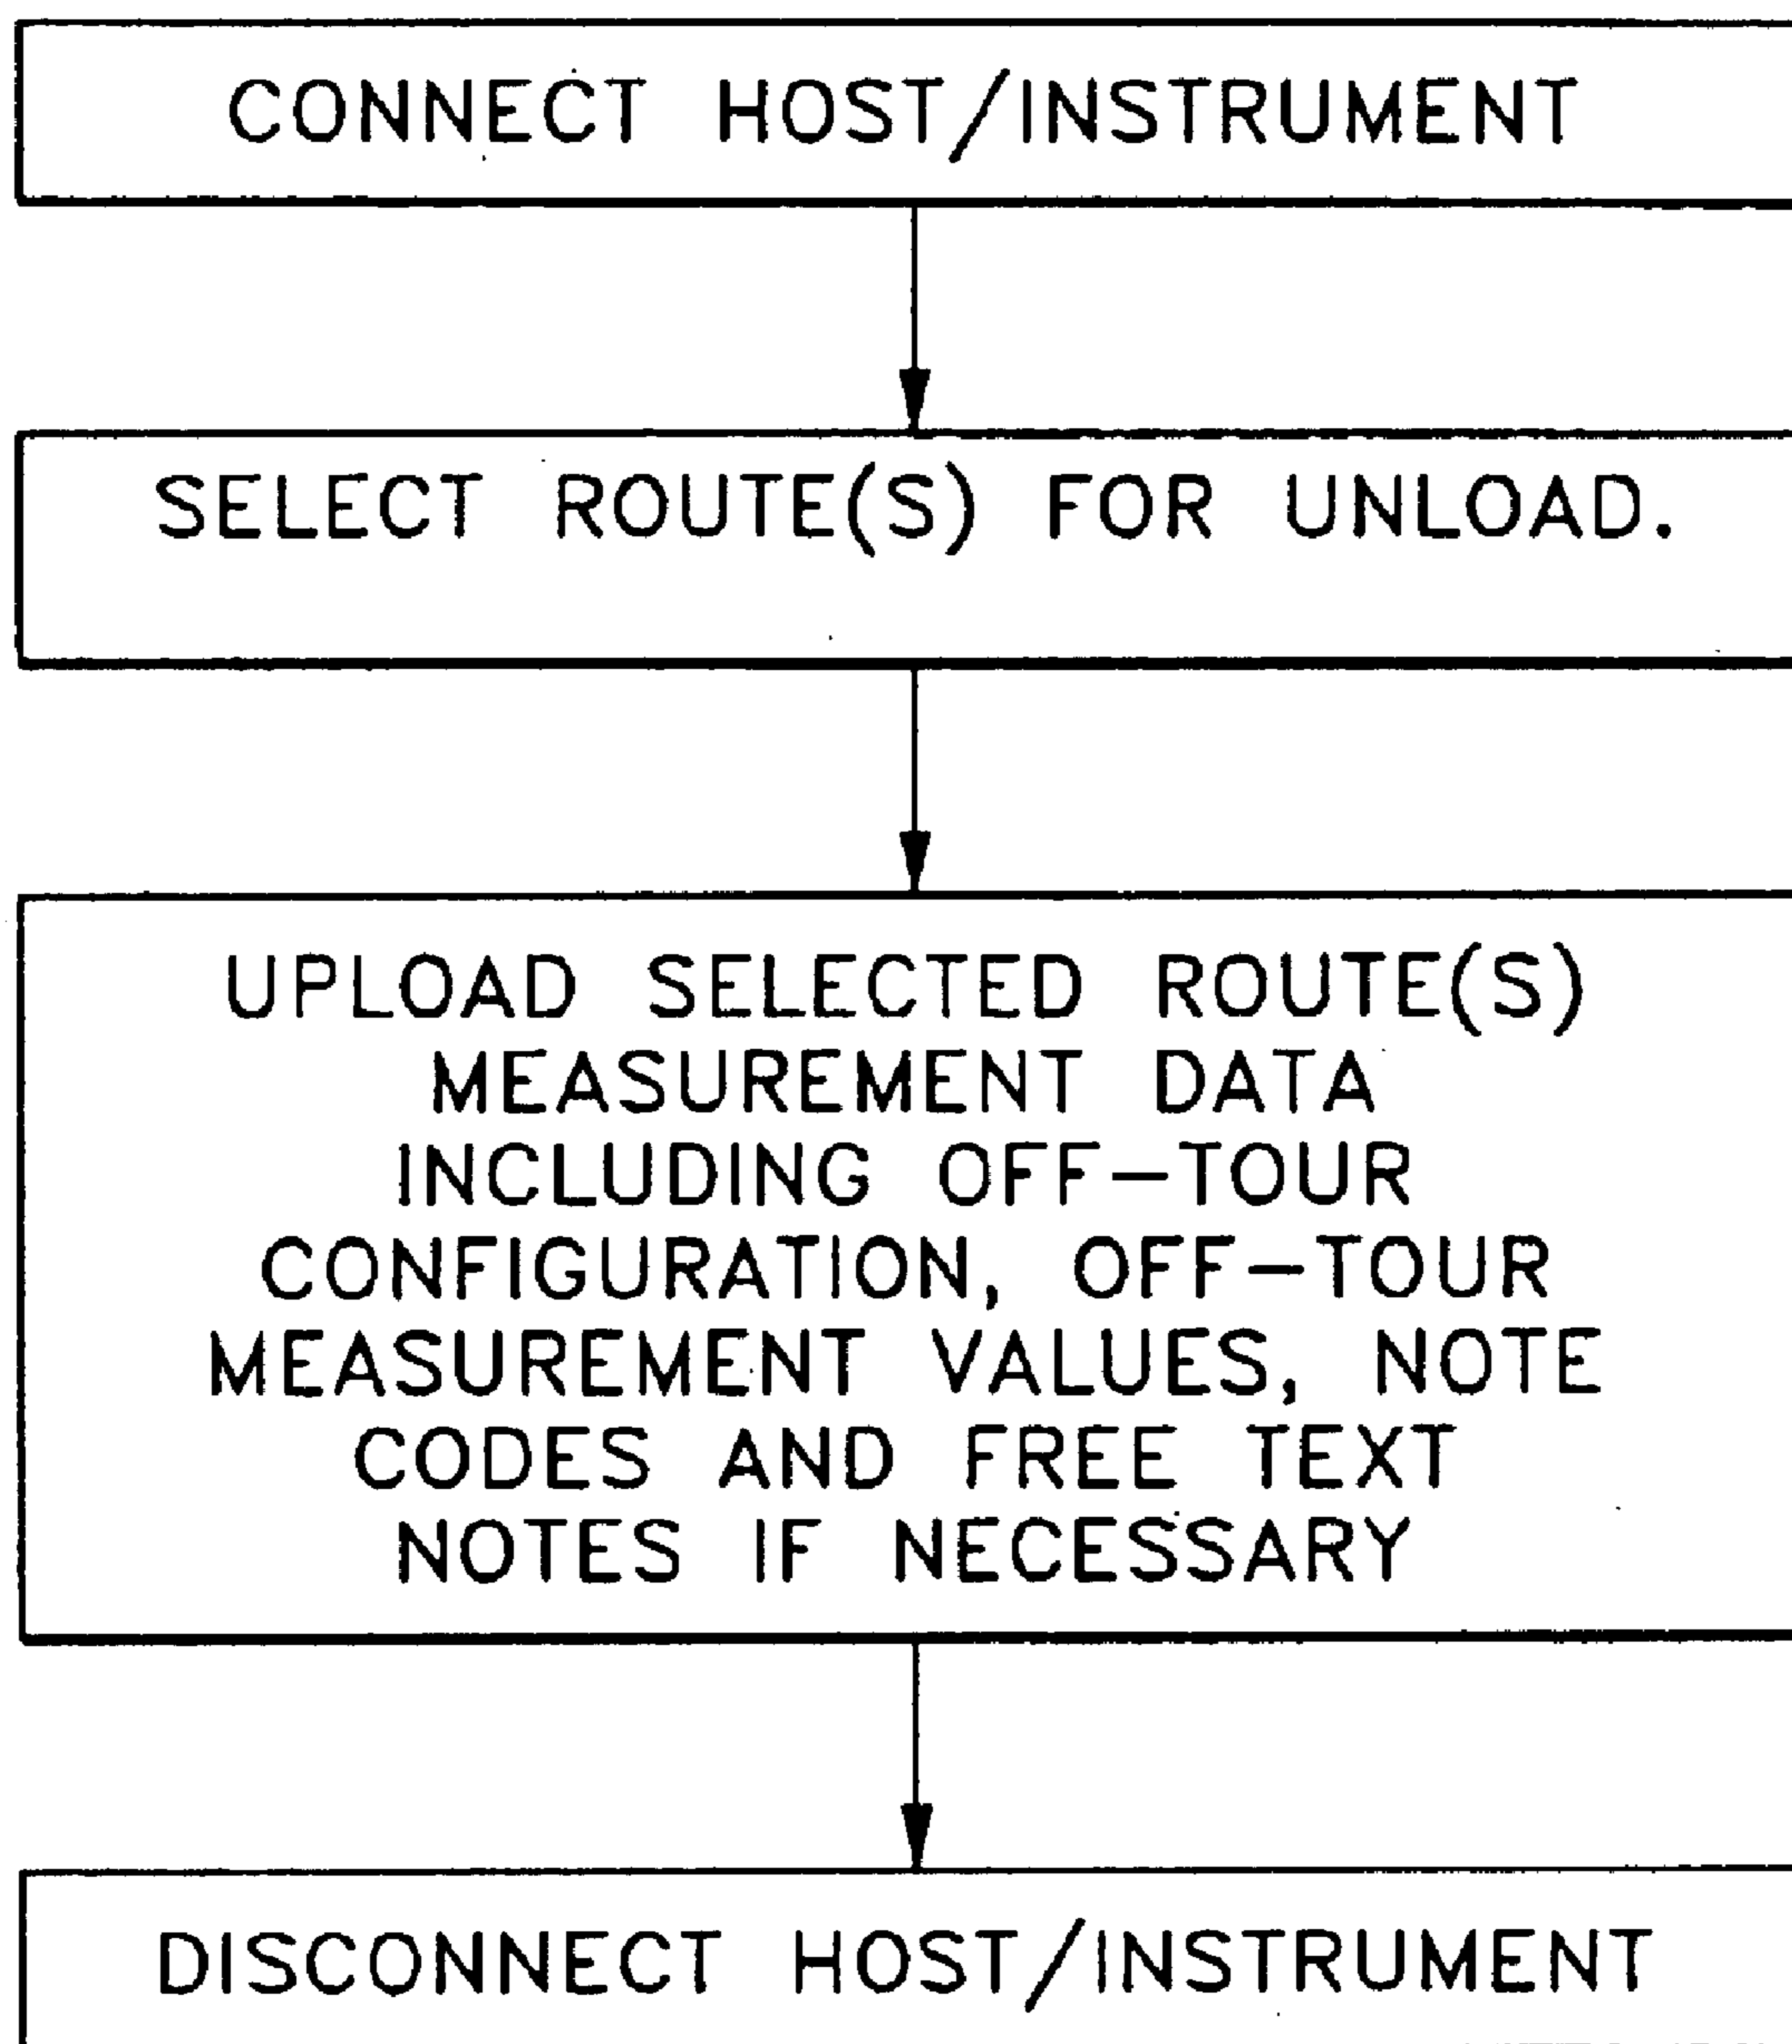 CONNECT HOST/INSTRUMENT
SELECT ROUTE(S) FOR UNLOAD.
UPLOAD SELECTED ROUTE(S)
MEASUREMENT DATA
INCLUDING OFF-TOUR
CONFIGURATION, OFF-TOUR
MEASUREMENT VALUES, NOTE
CODES AND FREE TEXT
NOTES IF NECESSARY
DISCONNECT HOST/INSTRUMENT